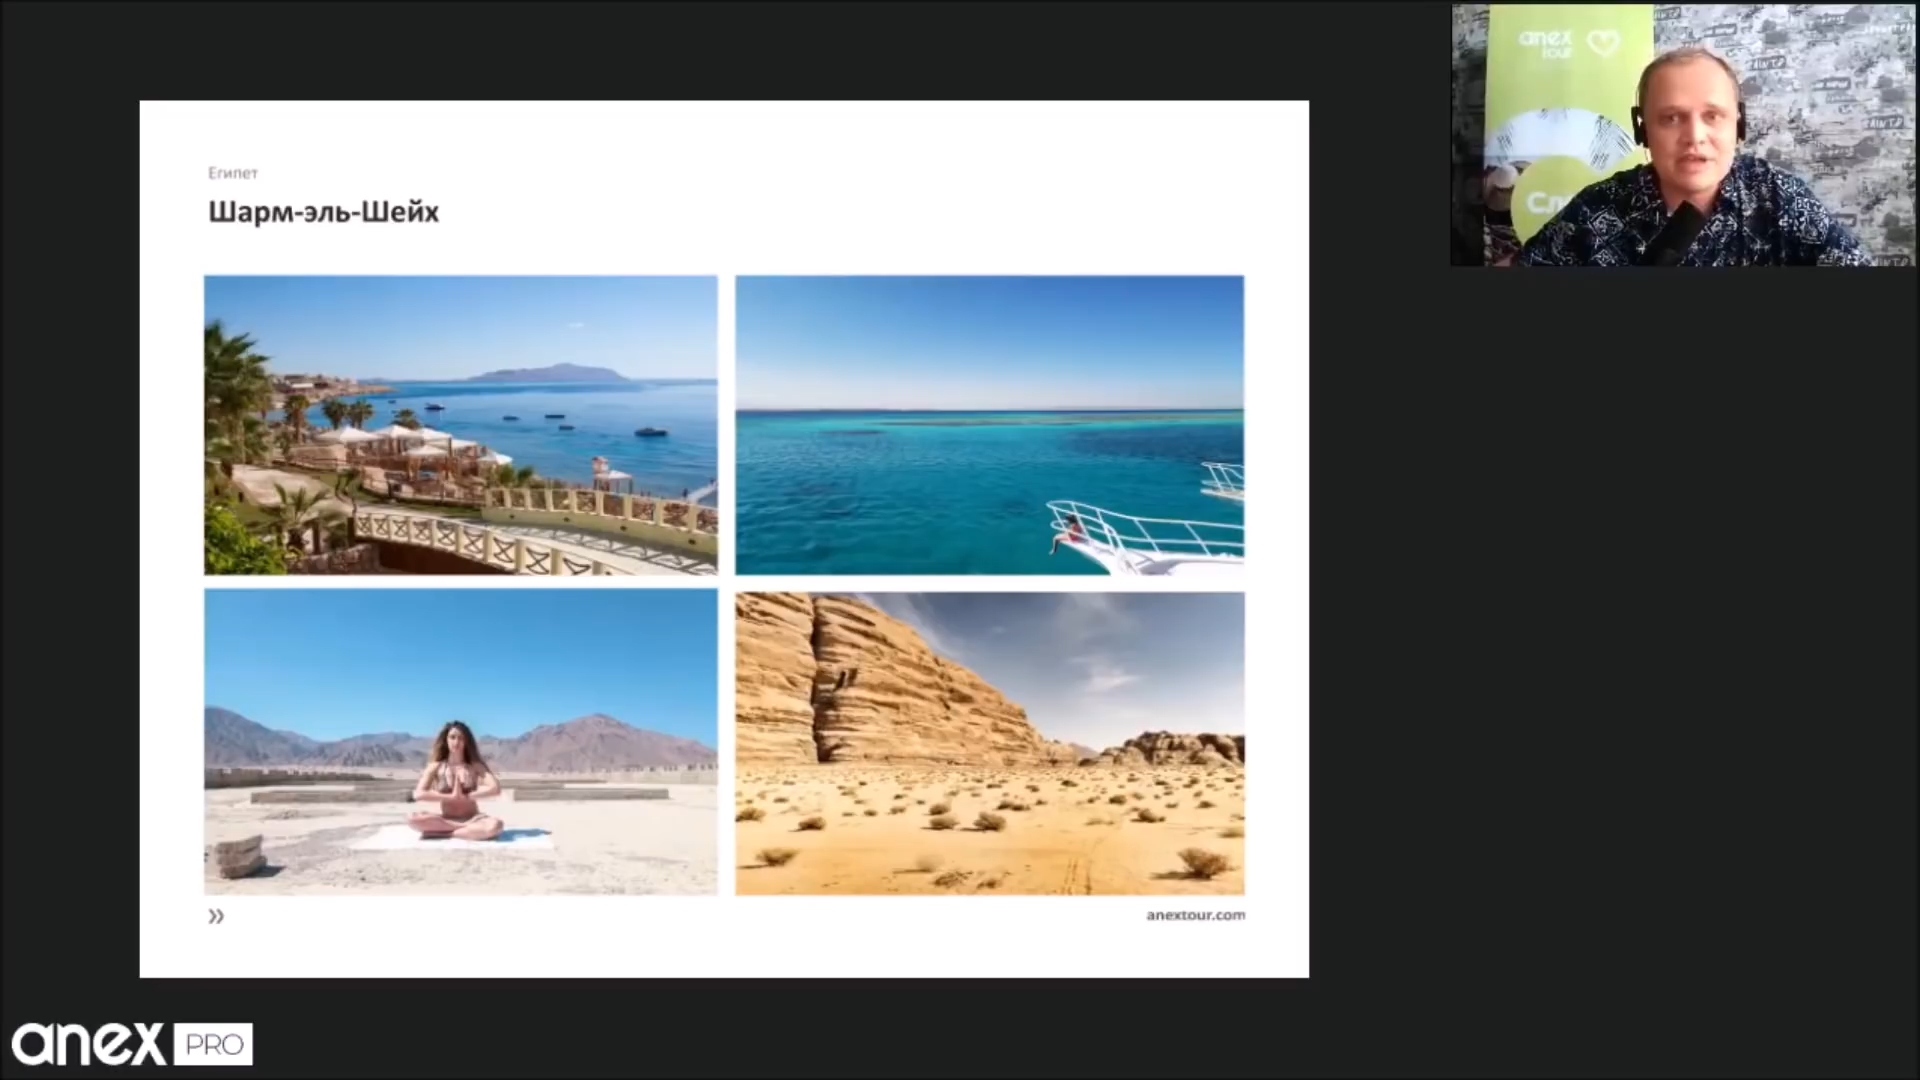 anex
tour
Египет
Шарм-эль-Шейх
anextour.com
anex PRO